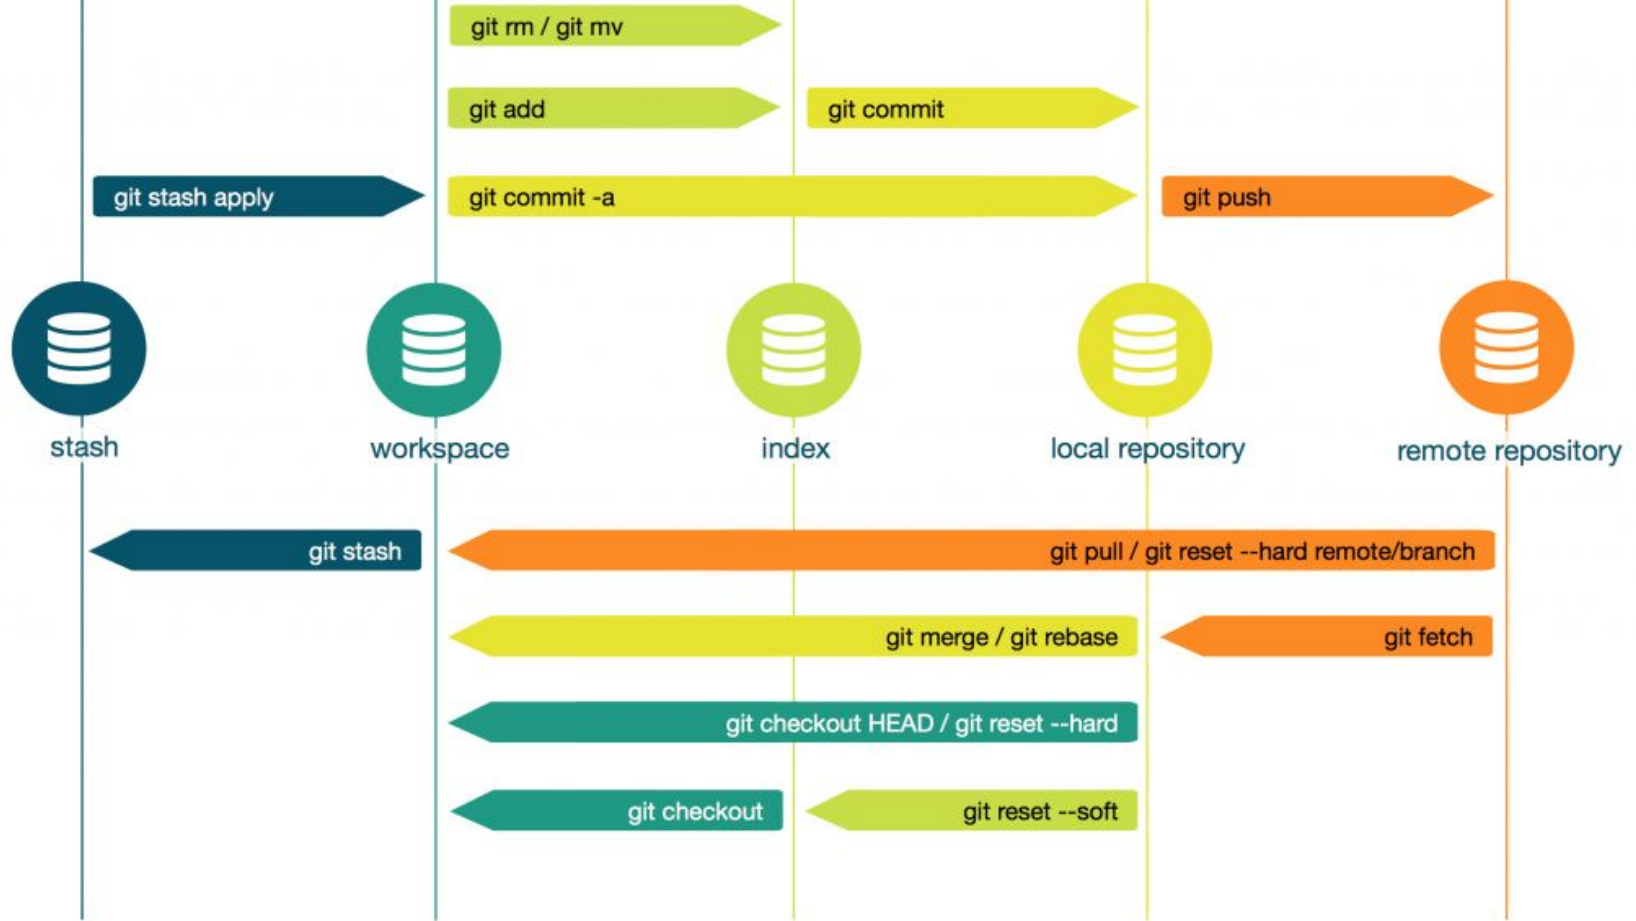 git rm / git mv
git add
git commit
git stash apply
git commit -a
git push
stash
workspace
index
local repository
remote repository
git stash
git pull / git reset --hard remote/branch
git merge / git rebase
git fetch
git checkout HEAD / git reset --hard
git checkout
git reset --soft